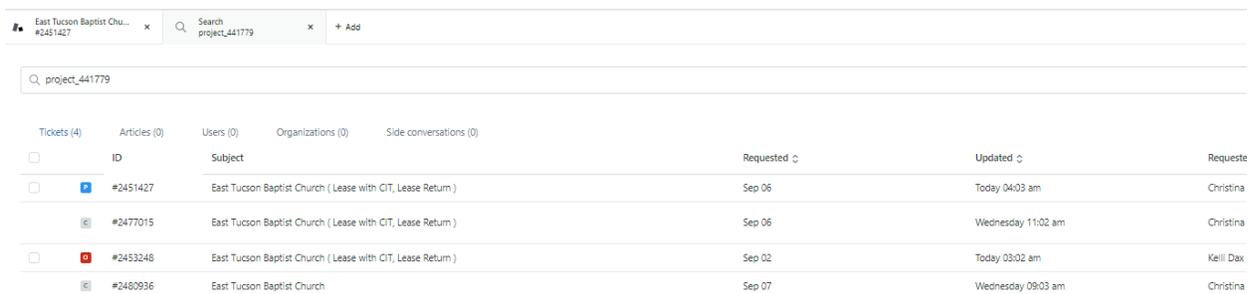 East Tucson Baptist Chu...
#2451427
Search
project_441779
+ Add
project_441779
Tickets (4) Articles (0) Users (0) Organizations (0) Side conversations (0)
ID Subject Requested Updated Requeste
P #2451427 East Tucson Baptist Church ( Lease with CIT, Lease Return ) Sep 06 Today 04:03 am Christina
C #2477015 East Tucson Baptist Church ( Lease with CIT, Lease Return ) Sep 06 Wednesday 11:02 am Christina
O #2453248 East Tucson Baptist Church ( Lease with CIT, Lease Return ) Sep 02 Today 03:02 am Kelli Dax
C #2480936 East Tucson Baptist Church Sep 07 Wednesday 09:03 am Christina